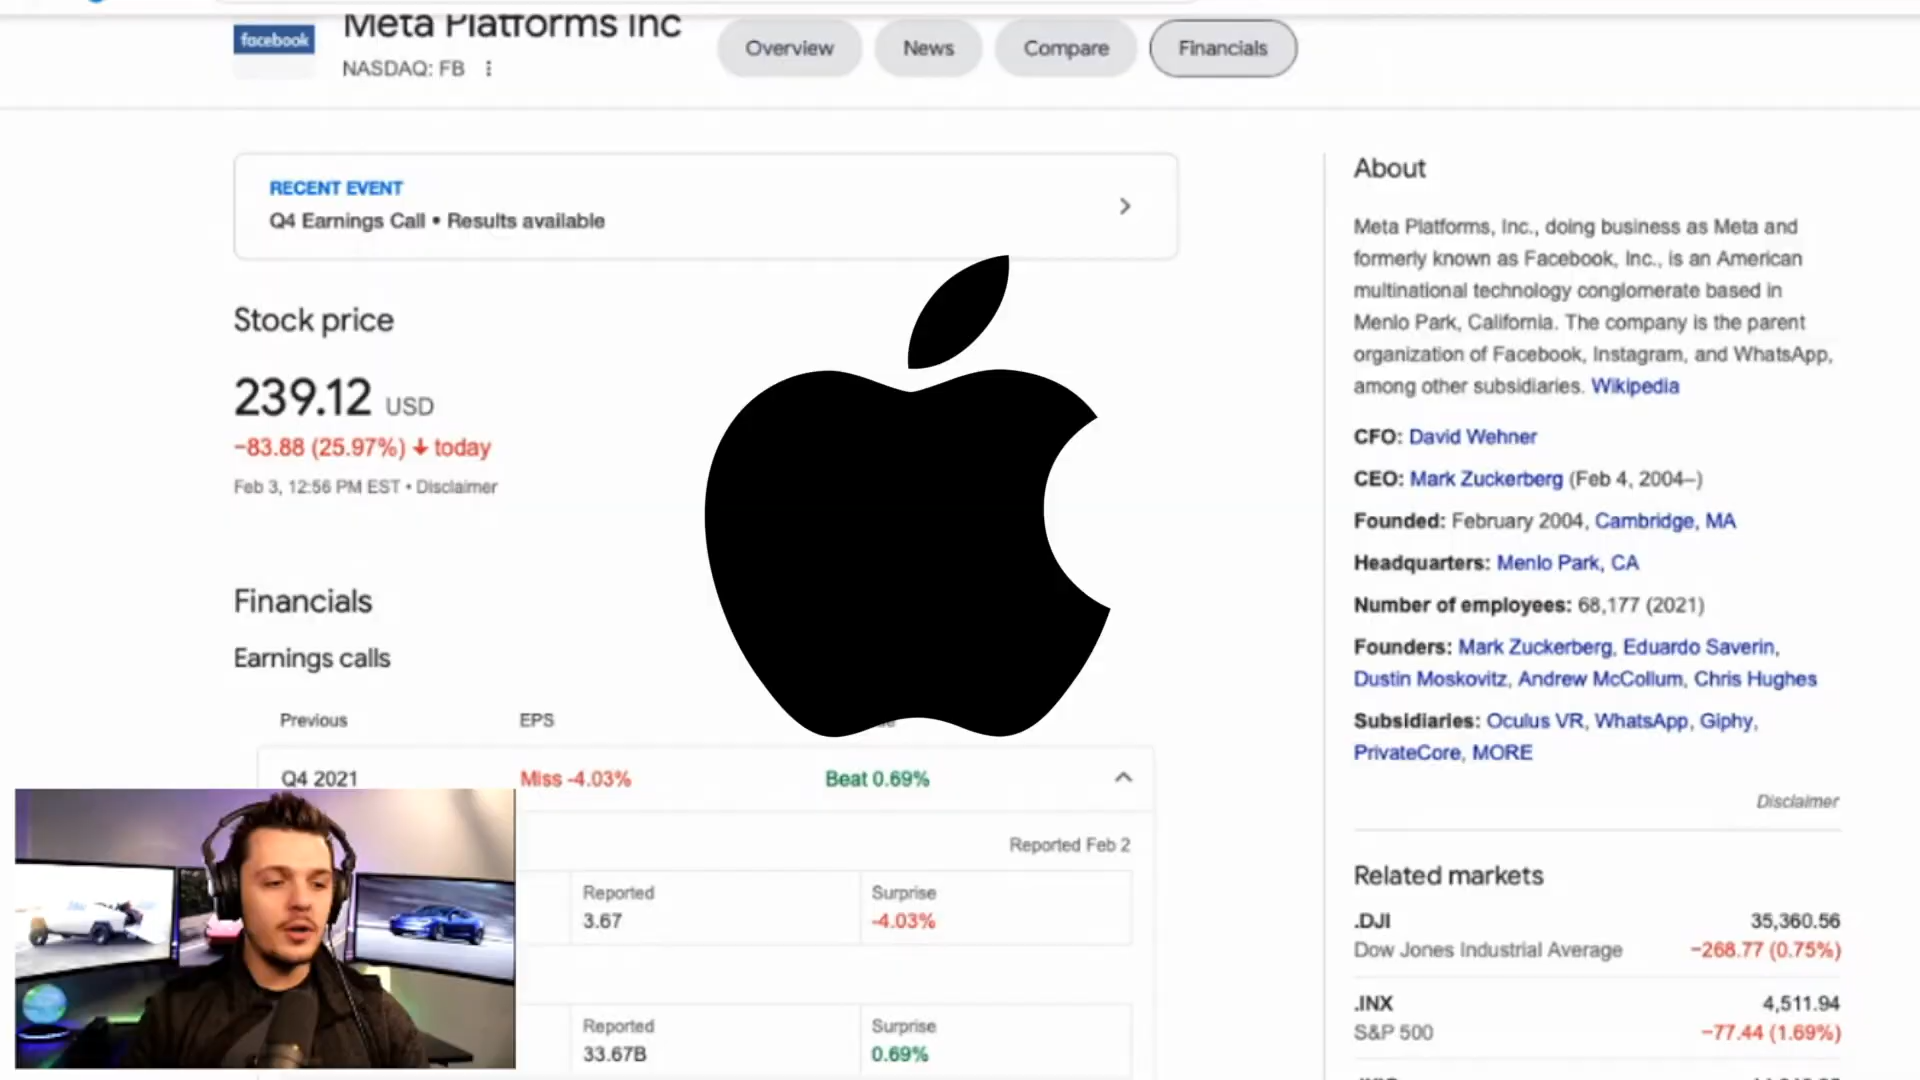 facebook
Meta Platforms Inc
NASDAQ: FB
Overview
News
Compare
Financials
RECENT EVENT
Q4 Earnings Call • Results available
Stock price
239.12 USD
−83.88 (25.97%) ↓ today
Feb 3, 12:56 PM EST • Disclaimer
Financials
Earnings calls
Previous
EPS
Q4 2021
Miss -4.03%
Beat 0.69%
Reported Feb 2
Reported
3.67
Surprise
-4.03%
Reported
33.67B
Surprise
0.69%
About
Meta Platforms, Inc., doing business as Meta and
formerly known as Facebook, Inc., is an American
multinational technology conglomerate based in
Menlo Park, California. The company is the parent
organization of Facebook, Instagram, and WhatsApp,
among other subsidiaries. Wikipedia
CFO: David Wehner
CEO: Mark Zuckerberg (Feb 4, 2004–)
Founded: February 2004, Cambridge, MA
Headquarters: Menlo Park, CA
Number of employees: 68,177 (2021)
Founders: Mark Zuckerberg, Eduardo Saverin,
Dustin Moskovitz, Andrew McCollum, Chris Hughes
Subsidiaries: Oculus VR, WhatsApp, Giphy,
PrivateCore, MORE
Disclaimer
Related markets
.DJI 35,360.56
Dow Jones Industrial Average −268.77 (0.75%)
.INX 4,511.94
S&P 500 −77.44 (1.69%)